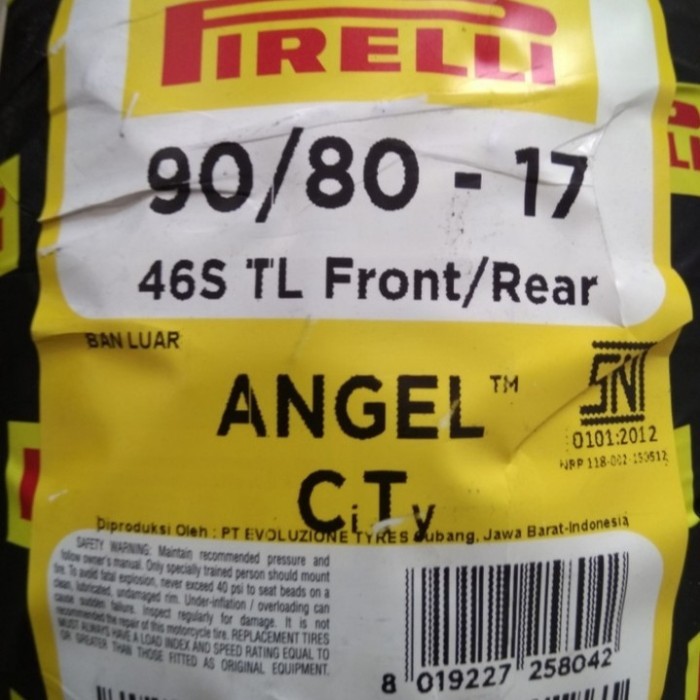 PIRELLI
90/80 - 17
46S TL Front/Rear
BAN LUAR
SNI
ANGEL™
0101:2012
CiTy
Diproduksi Oleh : PT EVOLUZIONE TYRES Subang, Jawa Barat-Indonesia
SAFETY WARNING: Maintain recommended pressure and
follow owner's manual. Only specially trained person should mount
tire. To avoid fatal explosion, never exceed 40 psi to seat beads on a
clean, lubricated, undamaged rim. Under-inflation / overloading can
cause sudden failure. Inspect regularly for damage. It is not
recommended the repair of this motorcycle tire. REPLACEMENT TIRES
MUST ALWAYS HAVE A LOAD INDEX AND SPEED RATING EQUAL TO
OR GREATER THAN THOSE FITTED AS ORIGINAL EQUIPMENT.
8 019227 258042